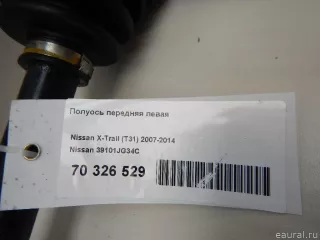 Полуось передняя левая
Nissan X-Trail (T31) 2007-2014
Nissan 39101JG34C
70 326 529
eaural.ru